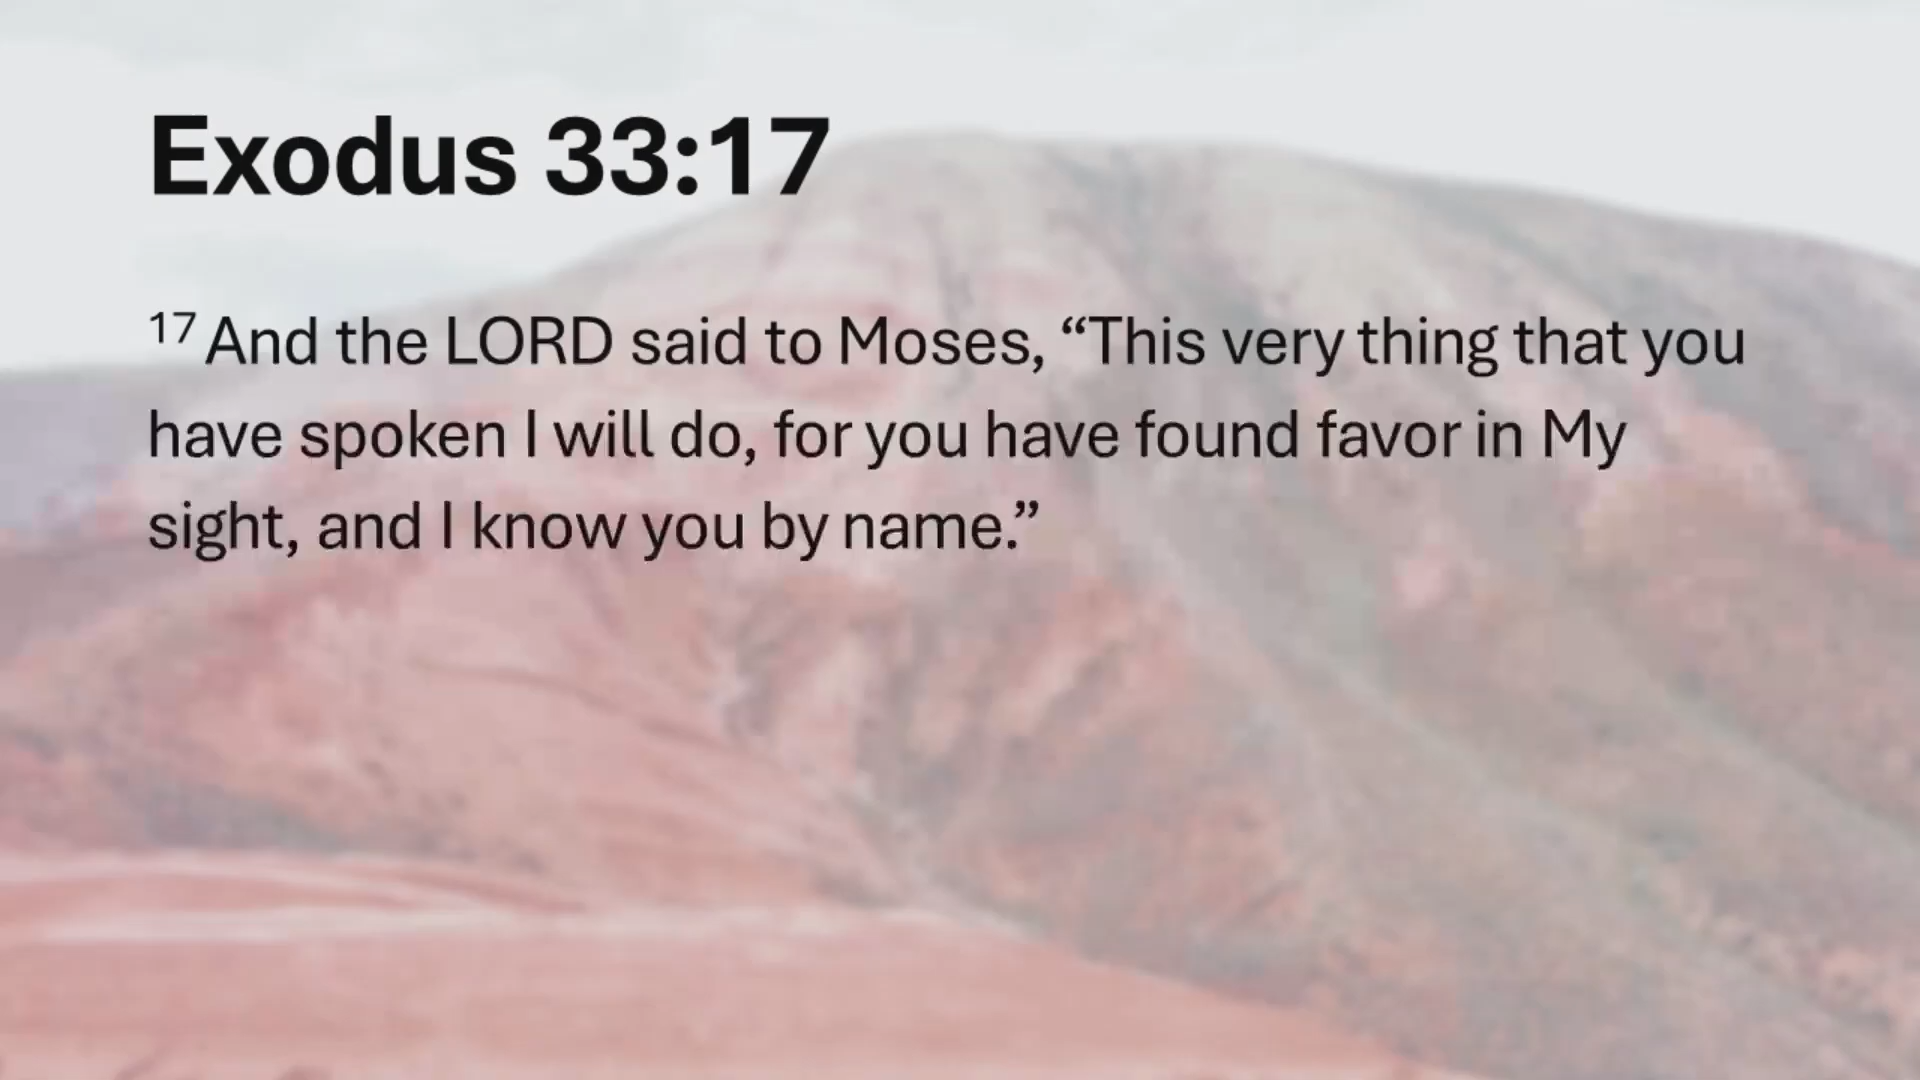 Exodus 33:17
17 And the LORD said to Moses, “This very thing that you
have spoken I will do, for you have found favor in My
sight, and I know you by name.”